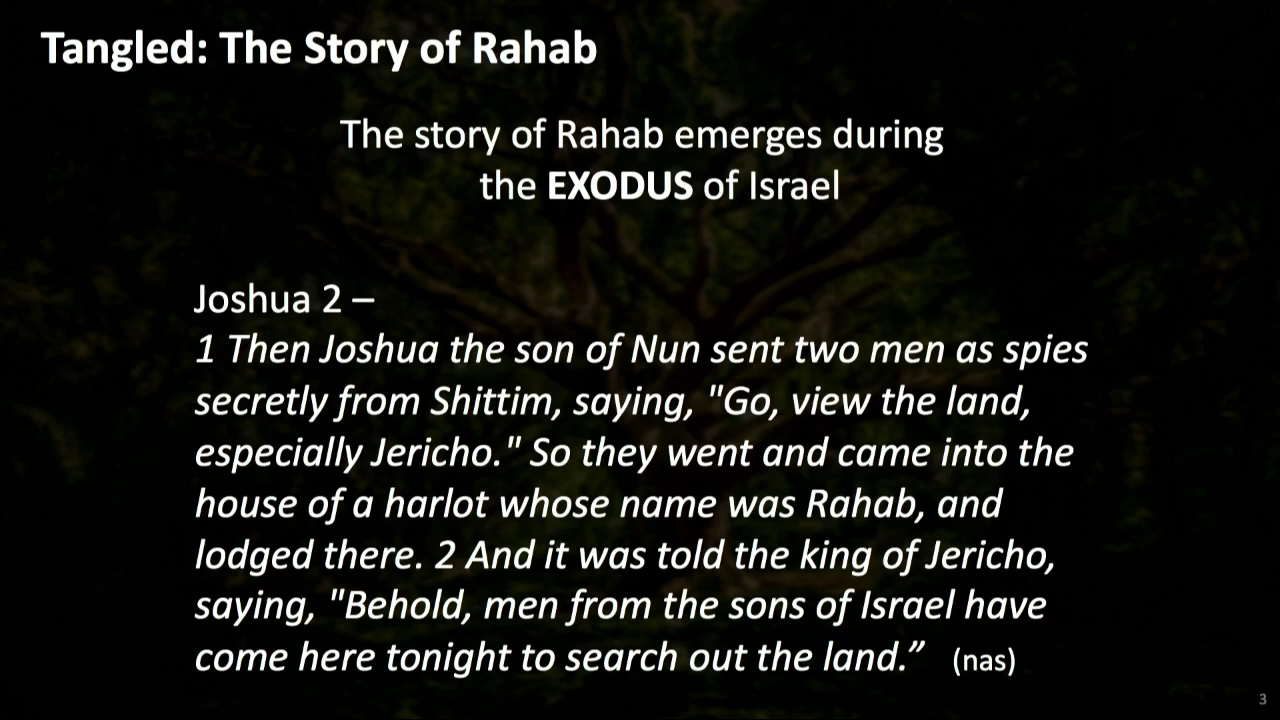 Tangled: The Story of Rahab
The story of Rahab emerges during
the EXODUS of Israel
Joshua 2 –
1 Then Joshua the son of Nun sent two men as spies
secretly from Shittim, saying, "Go, view the land,
especially Jericho." So they went and came into the
house of a harlot whose name was Rahab, and
lodged there. 2 And it was told the king of Jericho,
saying, "Behold, men from the sons of Israel have
come here tonight to search out the land.” (nas)
3